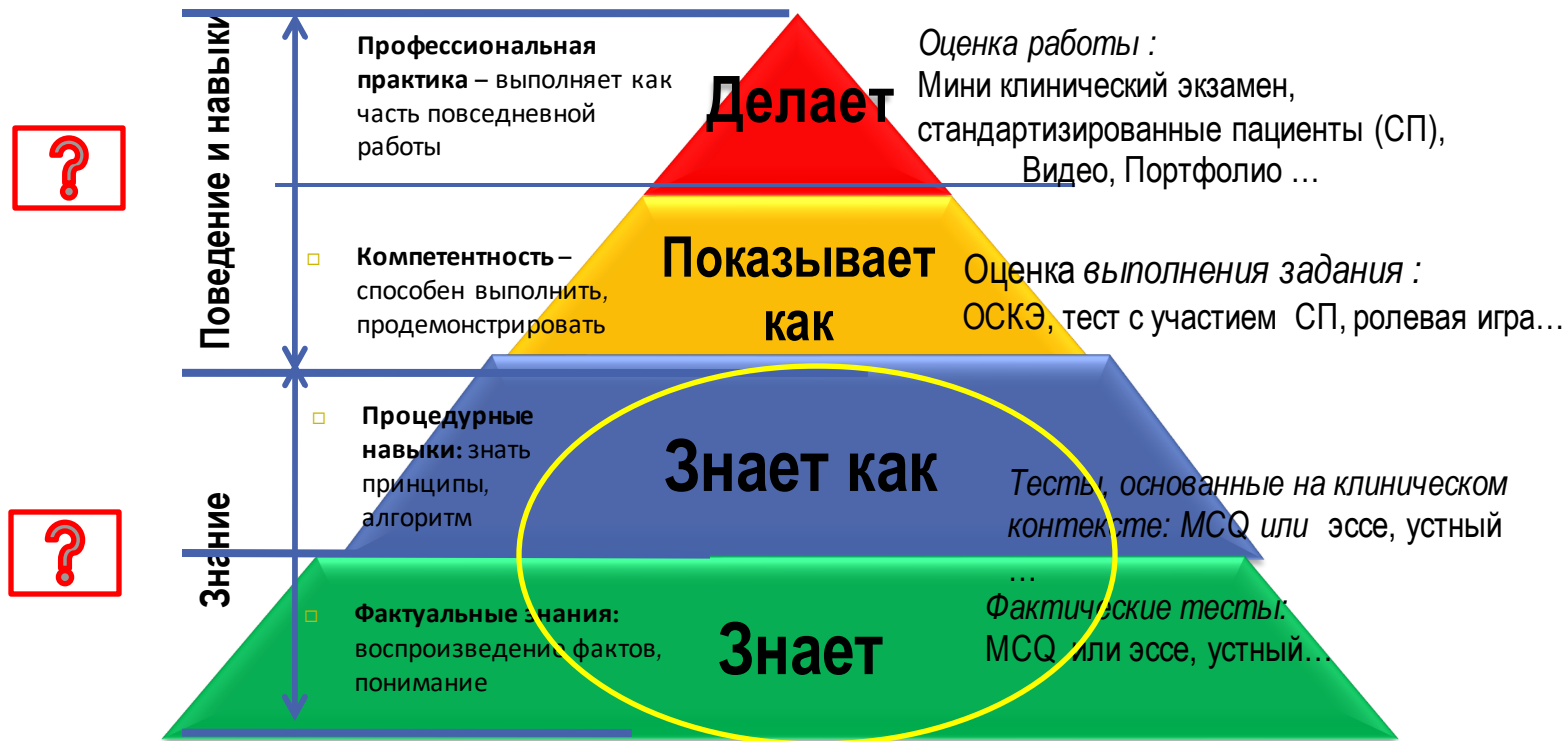 Поведение и навыки
Профессиональная
практика – выполняет как
часть повседневной
работы
Делает
Оценка работы :
Мини клинический экзамен,
стандартизированные пациенты (СП),
Видео, Портфолио …
Компетентность –
способен выполнить,
продемонстрировать
Показывает
как
Оценка выполнения задания :
ОСКЭ, тест с участием СП, ролевая игра…
Знание
Процедурные
навыки: знать
принципы,
алгоритм
Знает как
Тесты, основанные на клиническом
контексте: MCQ или эссе, устный
…
Фактуальные знания:
воспроизведение фактов,
понимание
Знает
Фактические тесты:
MCQ или эссе, устный…
?
?